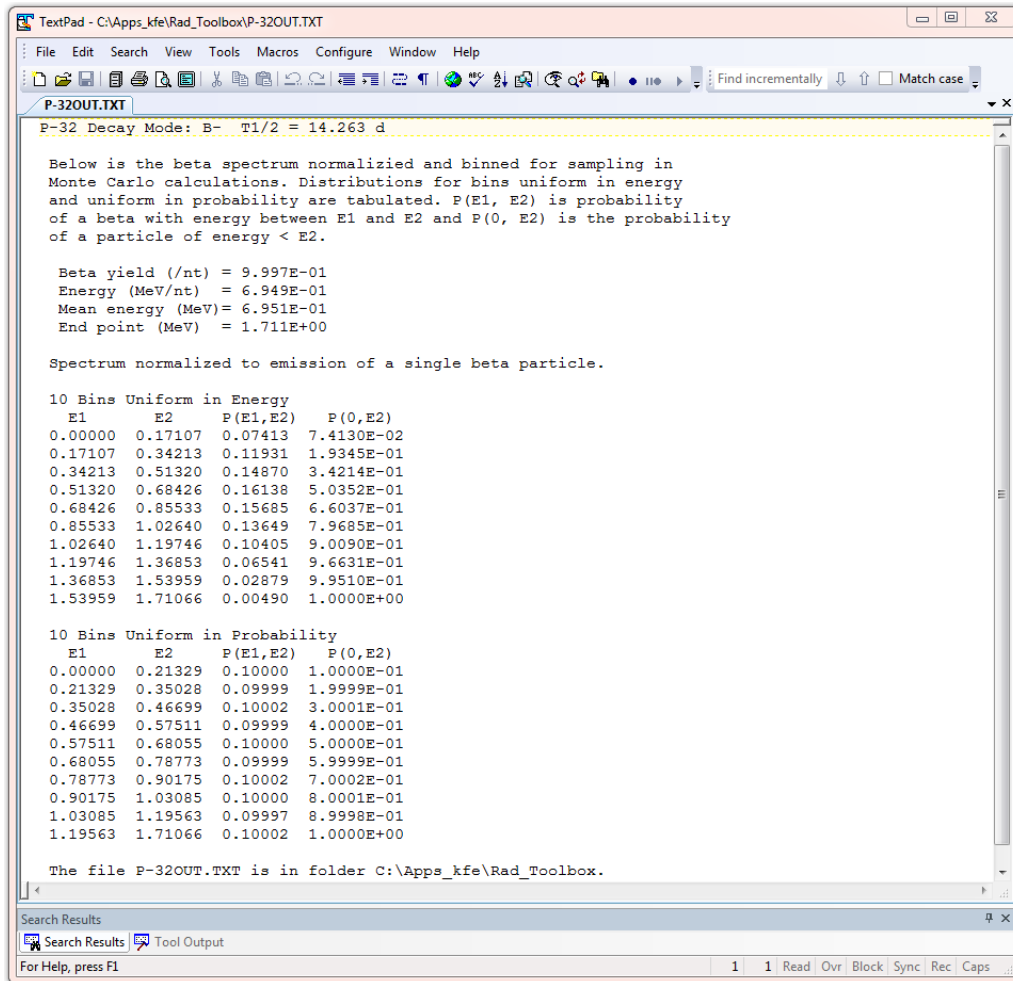 TextPad - C:\Apps_kfe\Rad_Toolbox\P-32OUT.TXT
File Edit Search View Tools Macros Configure Window Help
Find incrementally Match case
P-32OUT.TXT
P-32 Decay Mode: B- T1/2 = 14.263 d
Below is the beta spectrum normalizied and binned for sampling in
Monte Carlo calculations. Distributions for bins uniform in energy
and uniform in probability are tabulated. P(E1, E2) is probability
of a beta with energy between E1 and E2 and P(0, E2) is the probability
of a particle of energy < E2.
Beta yield (/nt) = 9.997E-01
Energy (MeV/nt) = 6.949E-01
Mean energy (MeV)= 6.951E-01
End point (MeV) = 1.711E+00
Spectrum normalized to emission of a single beta particle.
10 Bins Uniform in Energy
E1 E2 P(E1,E2) P(0,E2)
0.00000 0.17107 0.07413 7.4130E-02
0.17107 0.34213 0.11931 1.9345E-01
0.34213 0.51320 0.14870 3.4214E-01
0.51320 0.68426 0.16138 5.0352E-01
0.68426 0.85533 0.15685 6.6037E-01
0.85533 1.02640 0.13649 7.9685E-01
1.02640 1.19746 0.10405 9.0090E-01
1.19746 1.36853 0.06541 9.6631E-01
1.36853 1.53959 0.02879 9.9510E-01
1.53959 1.71066 0.00490 1.0000E+00
10 Bins Uniform in Probability
E1 E2 P(E1,E2) P(0,E2)
0.00000 0.21329 0.10000 1.0000E-01
0.21329 0.35028 0.09999 1.9999E-01
0.35028 0.46699 0.10002 3.0001E-01
0.46699 0.57511 0.09999 4.0000E-01
0.57511 0.68055 0.10000 5.0000E-01
0.68055 0.78773 0.09999 5.9999E-01
0.78773 0.90175 0.10002 7.0002E-01
0.90175 1.03085 0.10000 8.0001E-01
1.03085 1.19563 0.09997 8.9998E-01
1.19563 1.71066 0.10002 1.0000E+00
The file P-32OUT.TXT is in folder C:\Apps_kfe\Rad_Toolbox.
Search Results
Search Results Tool Output
For Help, press F1 1 1 Read Ovr Block Sync Rec Caps